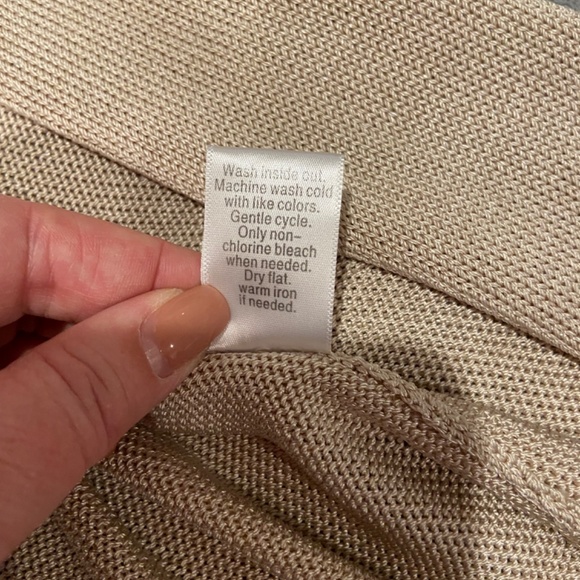 Wash inside out.
Machine wash cold
with like colors.
Gentle cycle.
Only non-
chlorine bleach
when needed.
Dry flat.
warm iron
if needed.